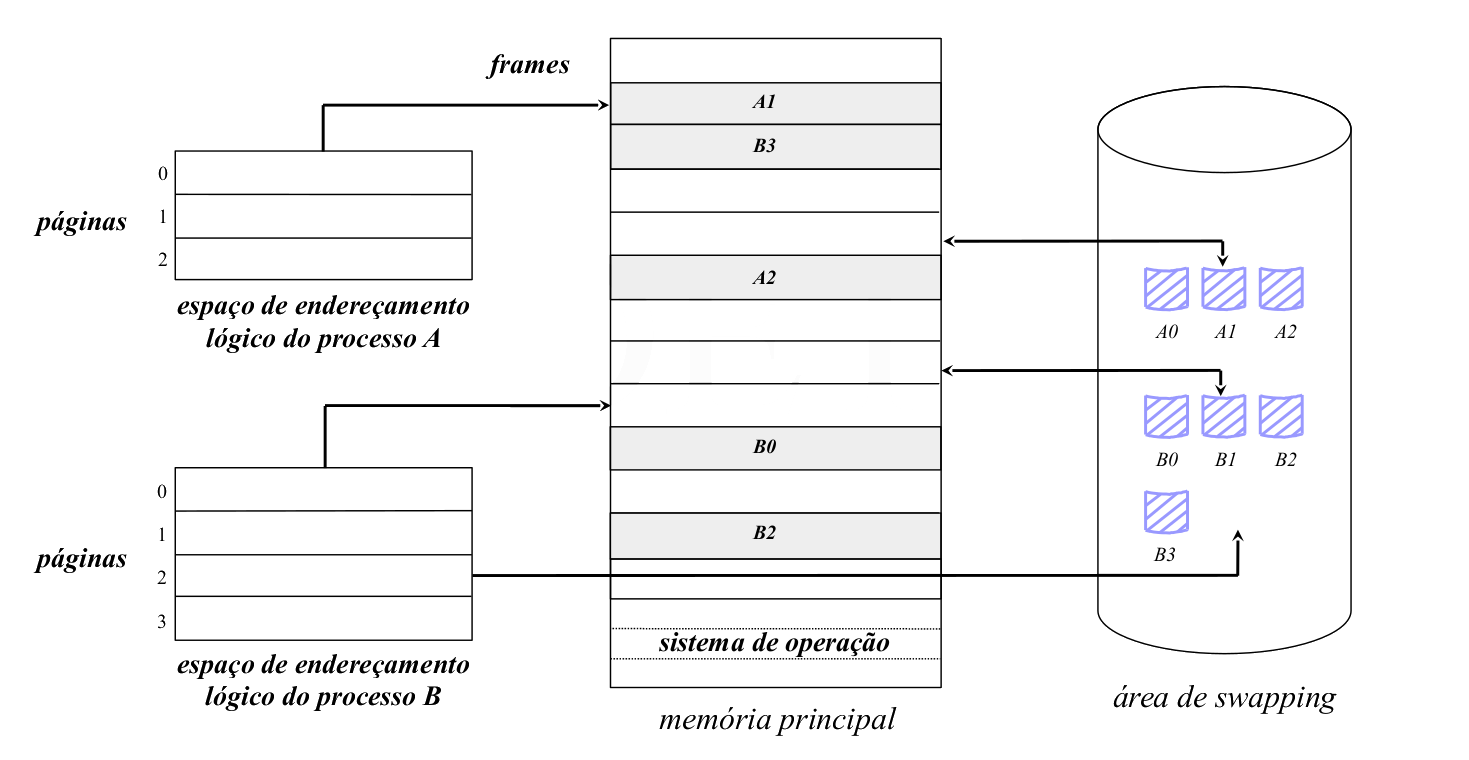 frames
A1
B3
0
páginas
1
2
A2
espaço de endereçamento
lógico do processo A
A0
A1
A2
B0
B0
B1
B2
0
páginas
1
2
3
B2
B3
sistema de operação
espaço de endereçamento
lógico do processo B
memória principal
área de swapping